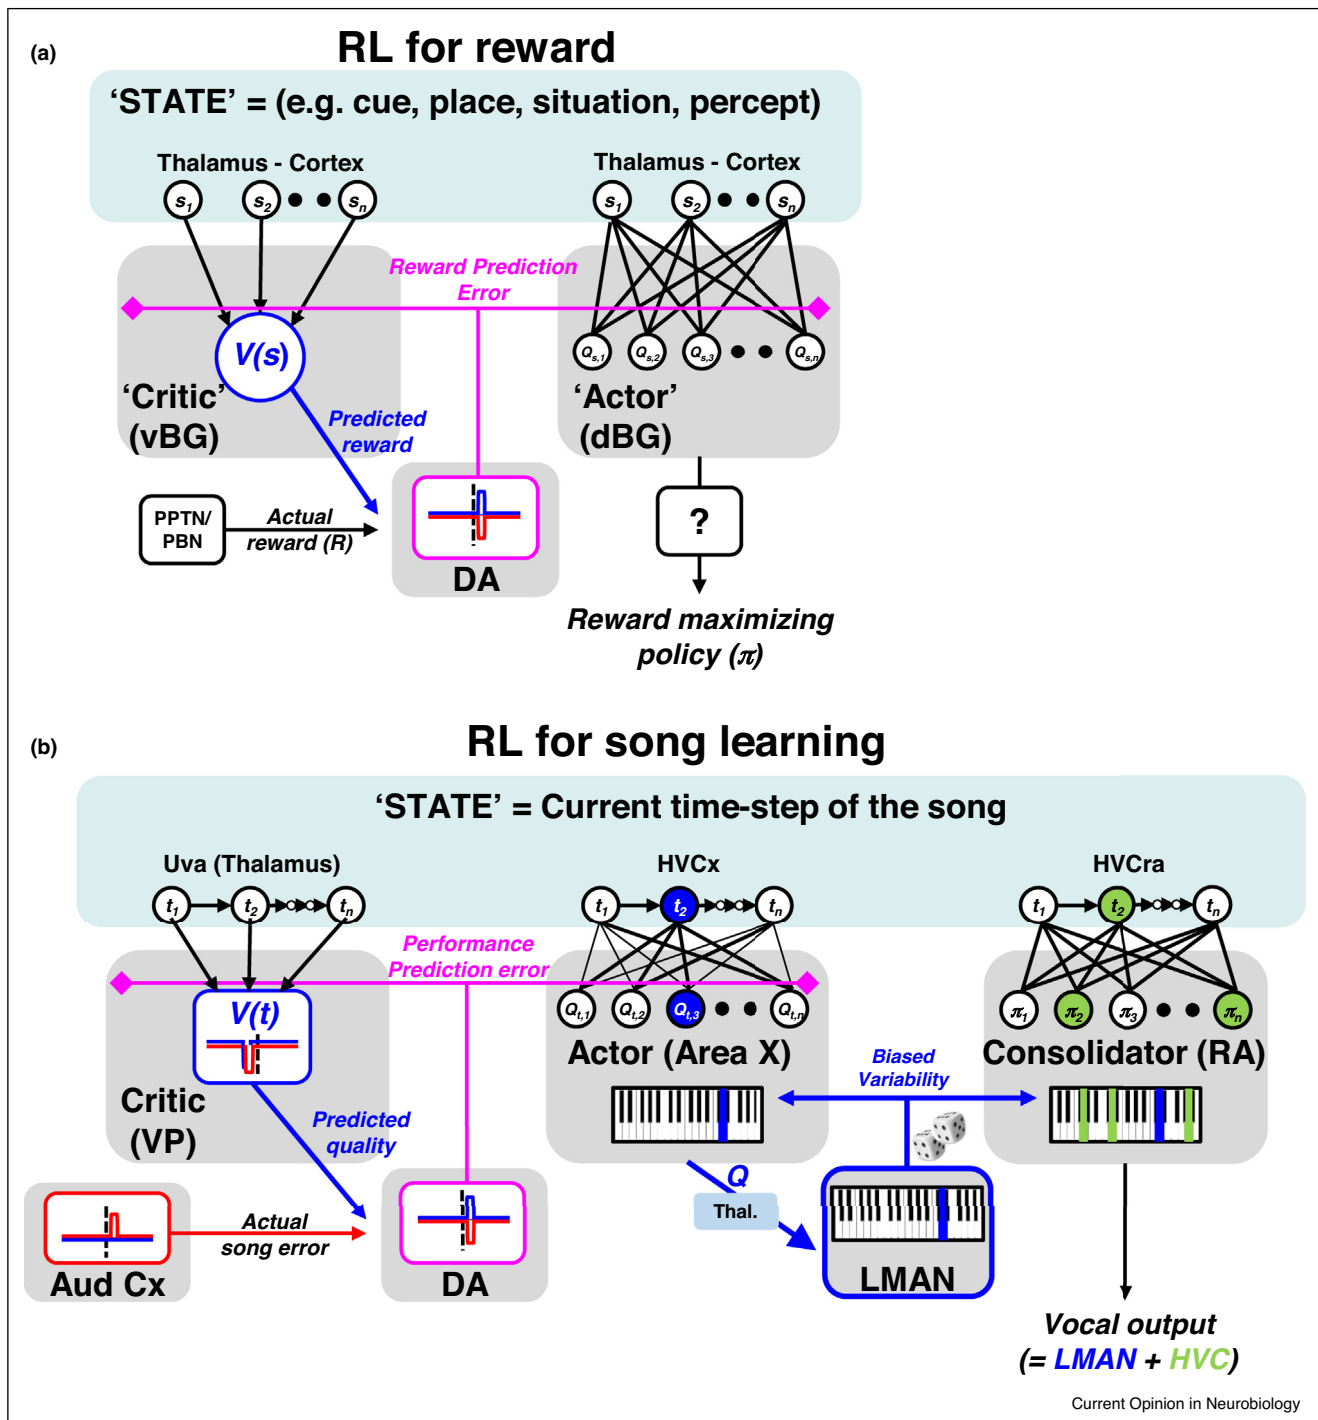 (a)
RL for reward
‘STATE’ = (e.g. cue, place, situation, percept)
Thalamus - Cortex
Thalamus - Cortex
s1
s2
sn
s1
s2
sn
Reward Prediction
Error
V(s)
Qs,1
Qs,2
Qs,3
Qs,n
‘Critic’
(vBG)
Predicted
reward
‘Actor’
(dBG)
PPTN/
PBN
Actual
reward (R)
DA
?
Reward maximizing
policy (π)
(b)
RL for song learning
‘STATE’ = Current time-step of the song
Uva (Thalamus)
HVCx
HVCra
t1
t2
tn
t1
t2
tn
t1
t2
tn
Performance
Prediction error
V(t)
Qt,1
Qt,2
Qt,3
Qt,n
π1
π2
π3
πn
Actor (Area X)
Consolidator (RA)
Biased
Variability
Critic
(VP)
Predicted
quality
Q
Thal.
Actual
song error
Aud Cx
DA
LMAN
Vocal output
(= LMAN + HVC)
Current Opinion in Neurobiology